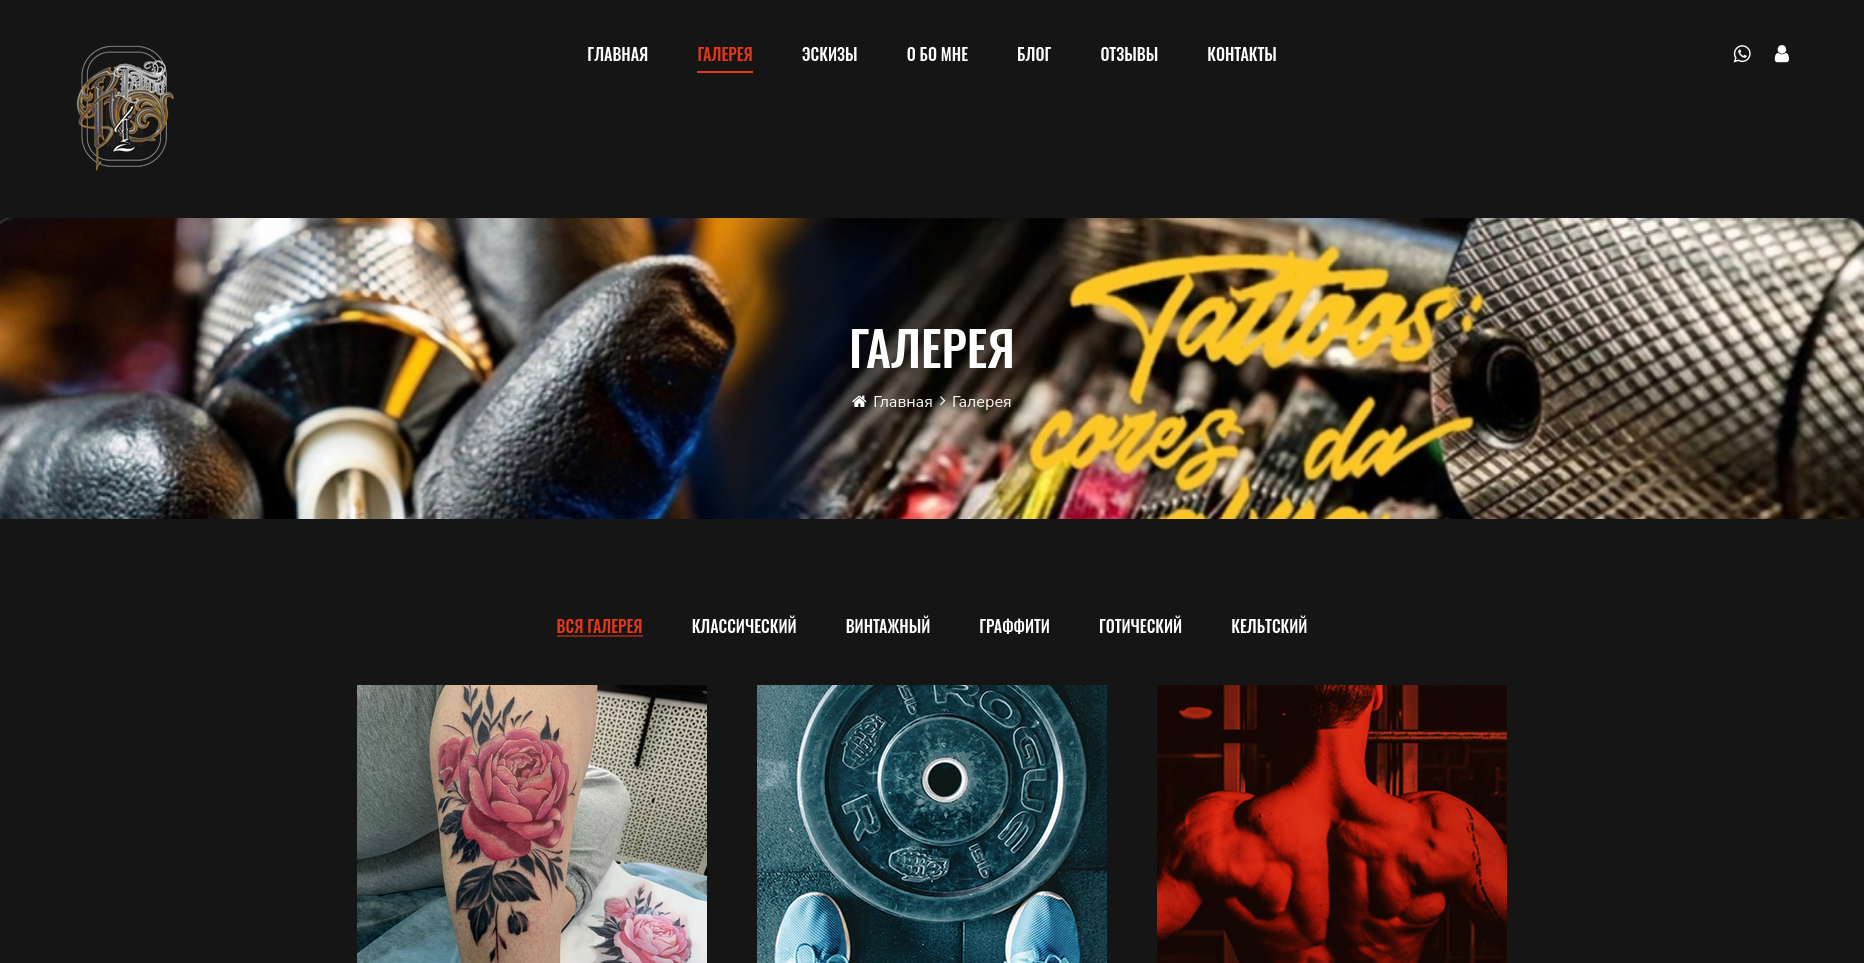 ГЛАВНАЯ ГАЛЕРЕЯ ЭСКИЗЫ О БО МНЕ БЛОГ ОТЗЫВЫ КОНТАКТЫ
ГАЛЕРЕЯ
Главная > Галерея
Tattoos:
cores da
ВСЯ ГАЛЕРЕЯ КЛАССИЧЕСКИЙ ВИНТАЖНЫЙ ГРАФФИТИ ГОТИЧЕСКИЙ КЕЛЬТСКИЙ
ROGUE